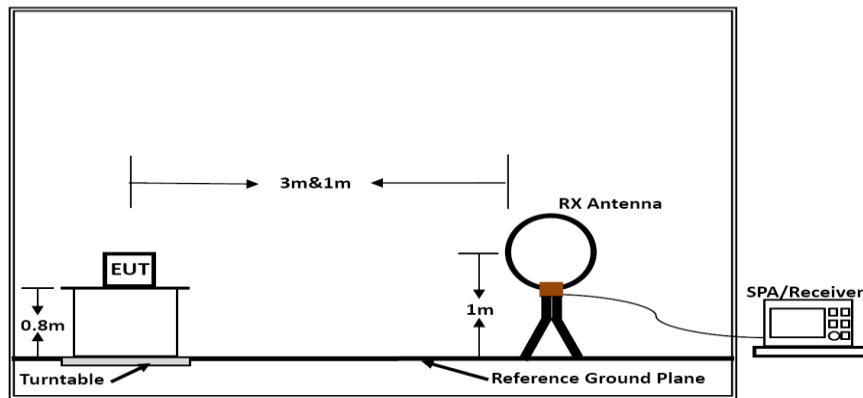 3m&1m
RX Antenna
EUT
SPA/Receiver
0.8m
1m
Turntable
Reference Ground Plane